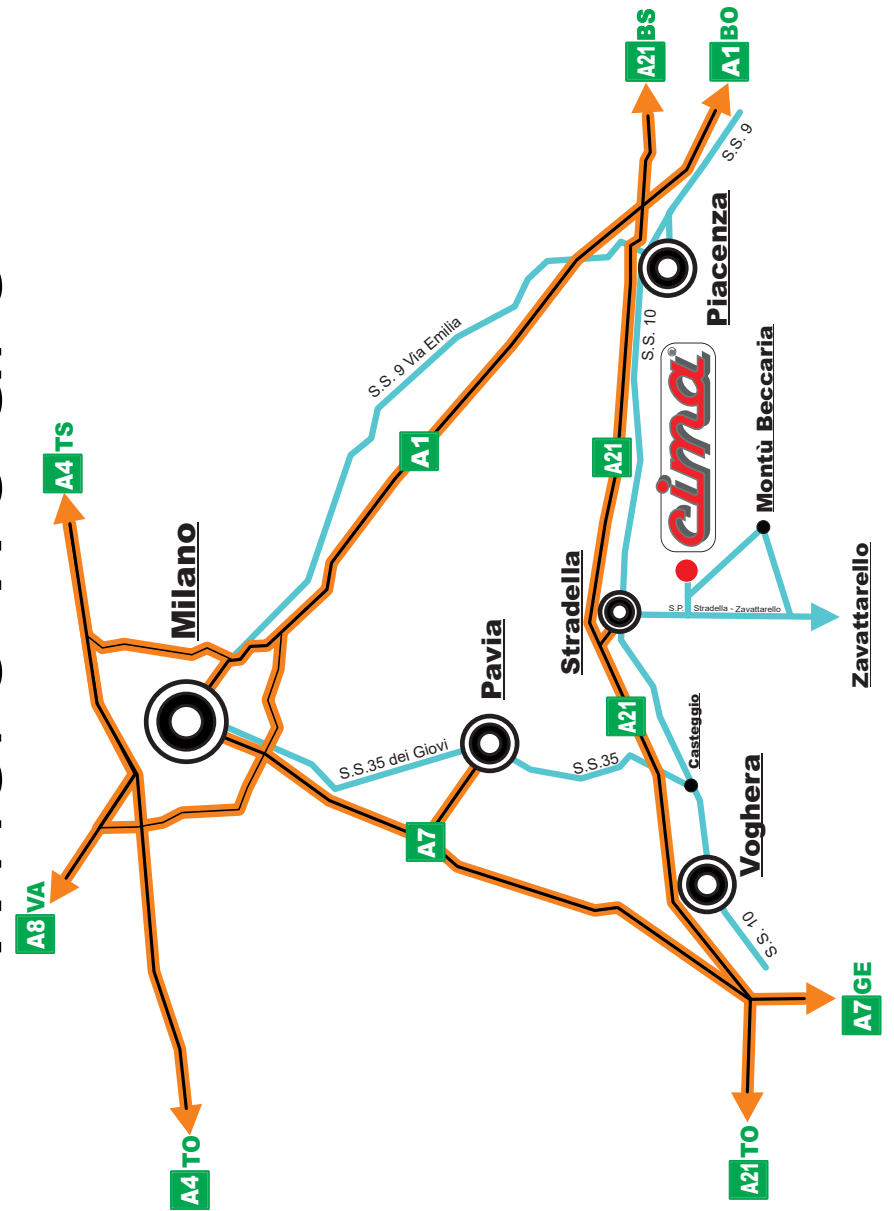 A8 VA
A4 TS
A4 TO
Milano
S.S.35 dei Giovi
S.S. 9 Via Emilia
A7
A1
Pavia
Stradella
S.S.35
A21
A21
A21 BS
S.S. 10
cima®
S.P. Stradella - Zavattarello
Casteggio
Piacenza
A1 BO
S.S. 9
A21 TO
Voghera
S.S. 10
Montù Beccaria
A7 GE
Zavattarello